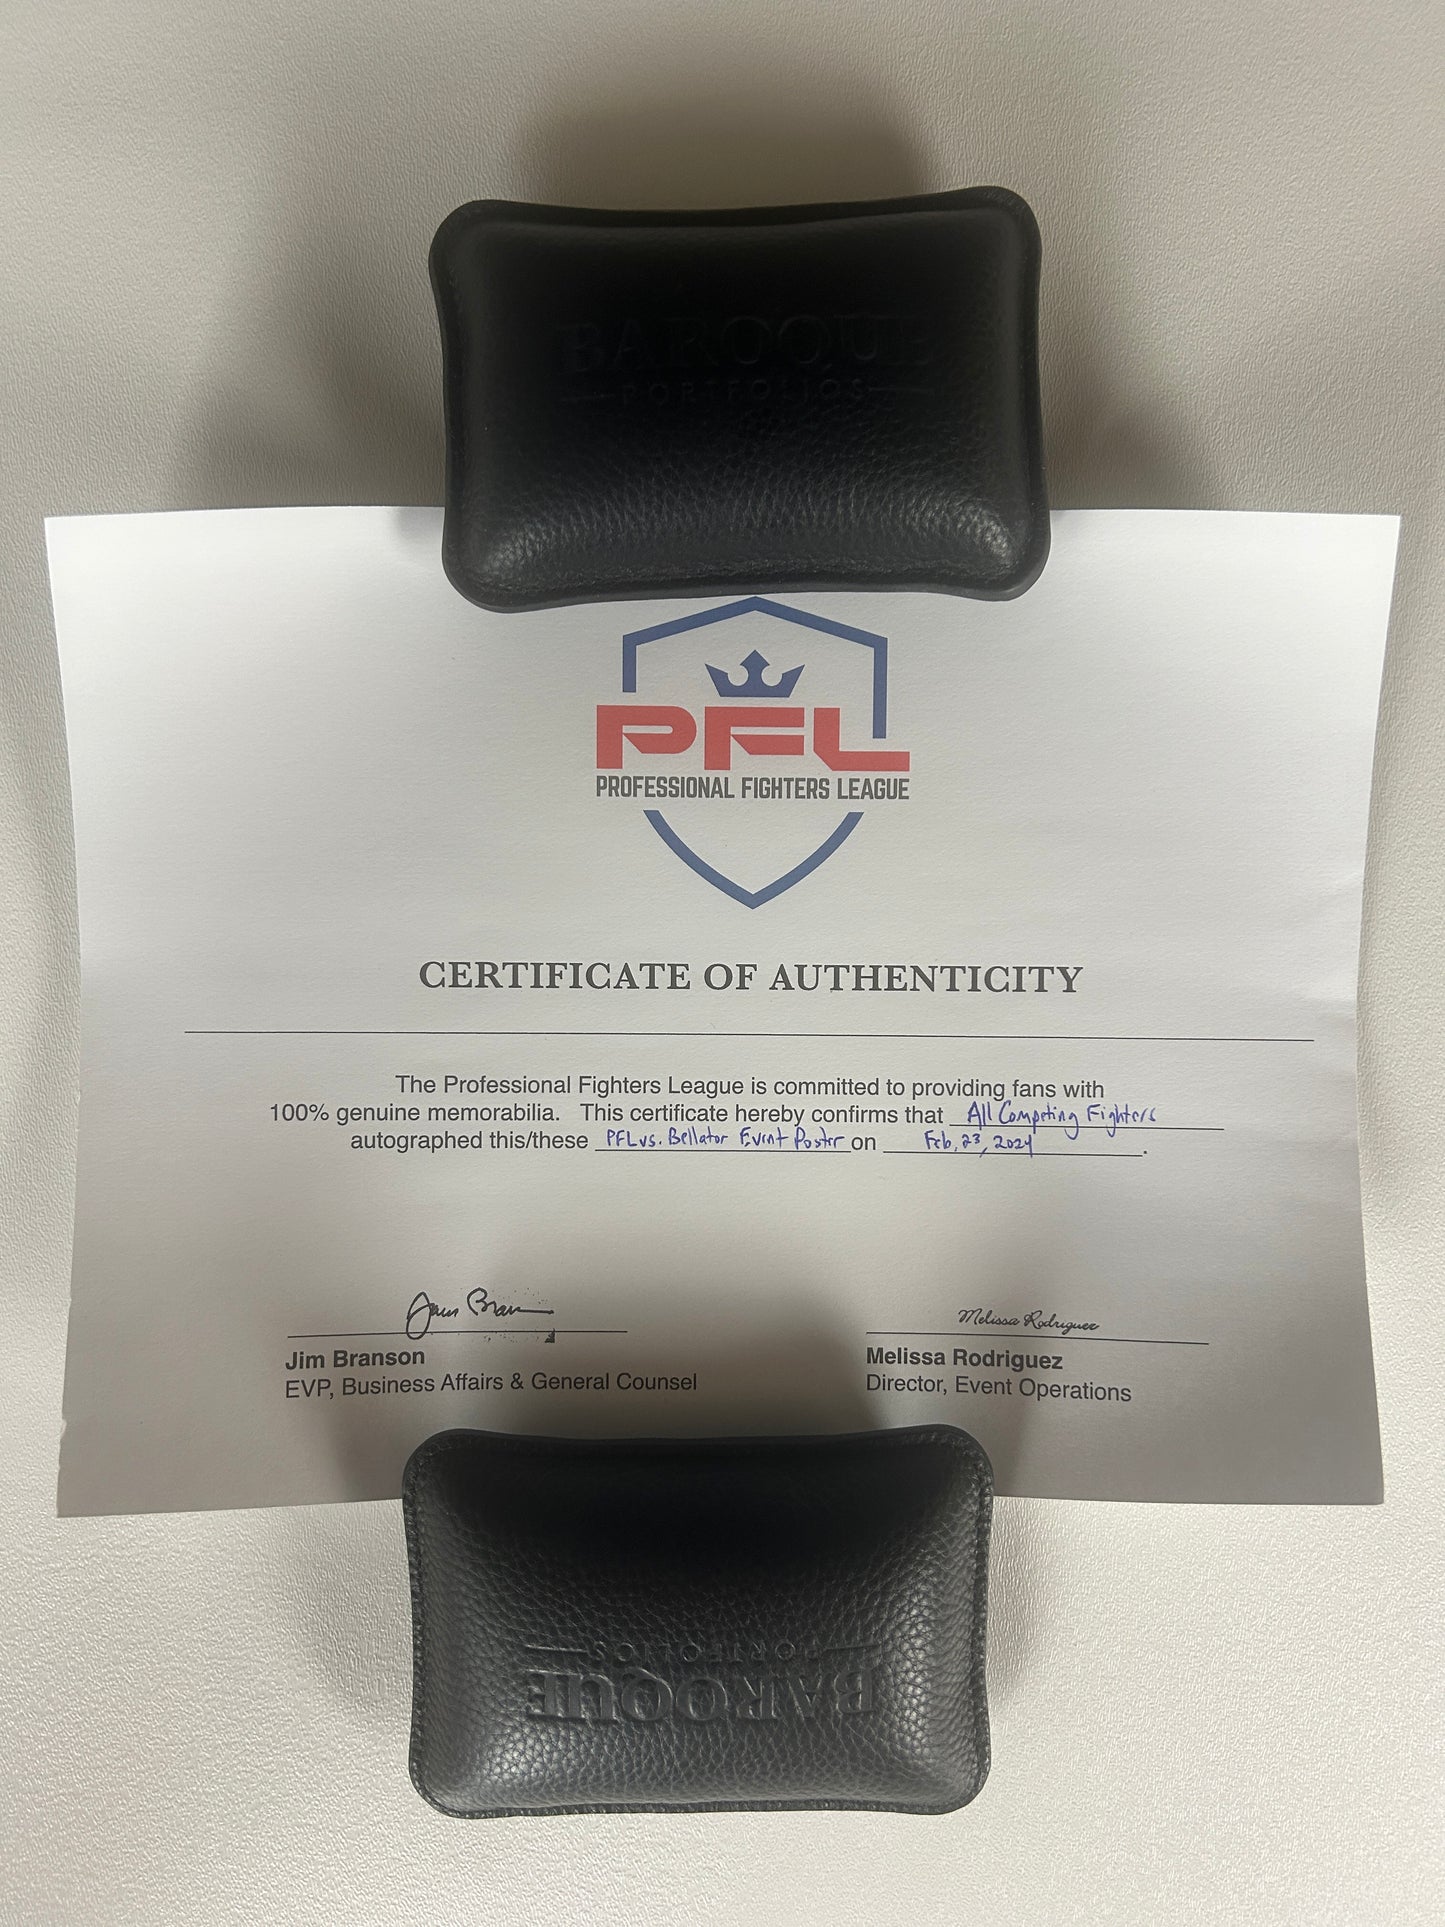 BAROQUE
PORTFOLIOS
PFL
PROFESSIONAL FIGHTERS LEAGUE
CERTIFICATE OF AUTHENTICITY
The Professional Fighters League is committed to providing fans with
100% genuine memorabilia. This certificate hereby confirms that All Competing Fighters
autographed this/these PFL vs. Bellator Event Poster on Feb, 23, 2024.
James Branson
Melissa Rodriguez
Jim Branson
EVP, Business Affairs & General Counsel
Melissa Rodriguez
Director, Event Operations
BAROQUE
PORTFOLIOS